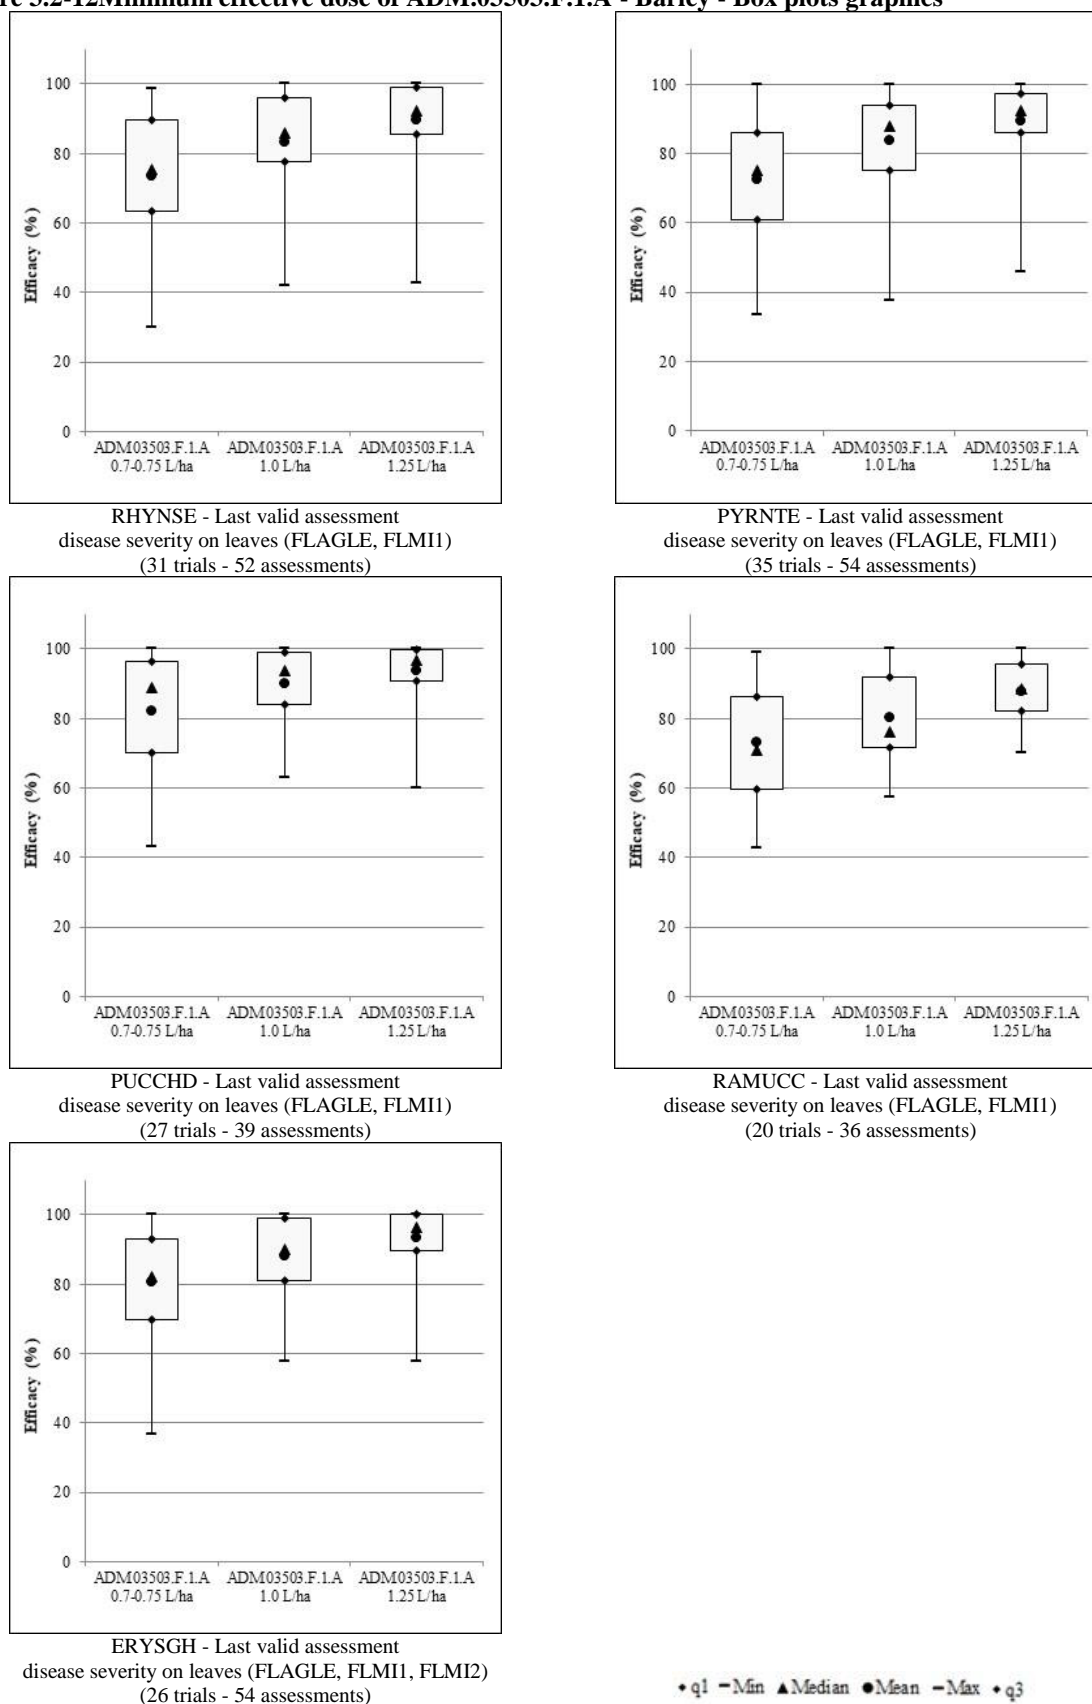 3.2-12Minimum effective dose of ADM.03503.F.1.A - Barley - Box plots graphics
100
80
60
40
20
0
Efficacy (%)
ADM03503.F.1.A ADM03503.F.1.A ADM03503.F.1.A
0.7-0.75 L/ha 1.0 L/ha 1.25 L/ha
RHYNSE - Last valid assessment
disease severity on leaves (FLAGLE, FLMI1)
(31 trials - 52 assessments)
100
80
60
40
20
0
Efficacy (%)
ADM03503.F.1.A ADM03503.F.1.A ADM03503.F.1.A
0.7-0.75 L/ha 1.0 L/ha 1.25 L/ha
PYRNTE - Last valid assessment
disease severity on leaves (FLAGLE, FLMI1)
(35 trials - 54 assessments)
100
80
60
40
20
0
Efficacy (%)
ADM03503.F.1.A ADM03503.F.1.A ADM03503.F.1.A
0.7-0.75 L/ha 1.0 L/ha 1.25 L/ha
PUCCHD - Last valid assessment
disease severity on leaves (FLAGLE, FLMI1)
(27 trials - 39 assessments)
100
80
60
40
20
0
Efficacy (%)
ADM03503.F.1.A ADM03503.F.1.A ADM03503.F.1.A
0.7-0.75 L/ha 1.0 L/ha 1.25 L/ha
RAMUCC - Last valid assessment
disease severity on leaves (FLAGLE, FLMI1)
(20 trials - 36 assessments)
100
80
60
40
20
0
Efficacy (%)
ADM03503.F.1.A ADM03503.F.1.A ADM03503.F.1.A
0.7-0.75 L/ha 1.0 L/ha 1.25 L/ha
ERYSGH - Last valid assessment
disease severity on leaves (FLAGLE, FLMI1, FLMI2)
(26 trials - 54 assessments)
q1 Min Median Mean Max q3